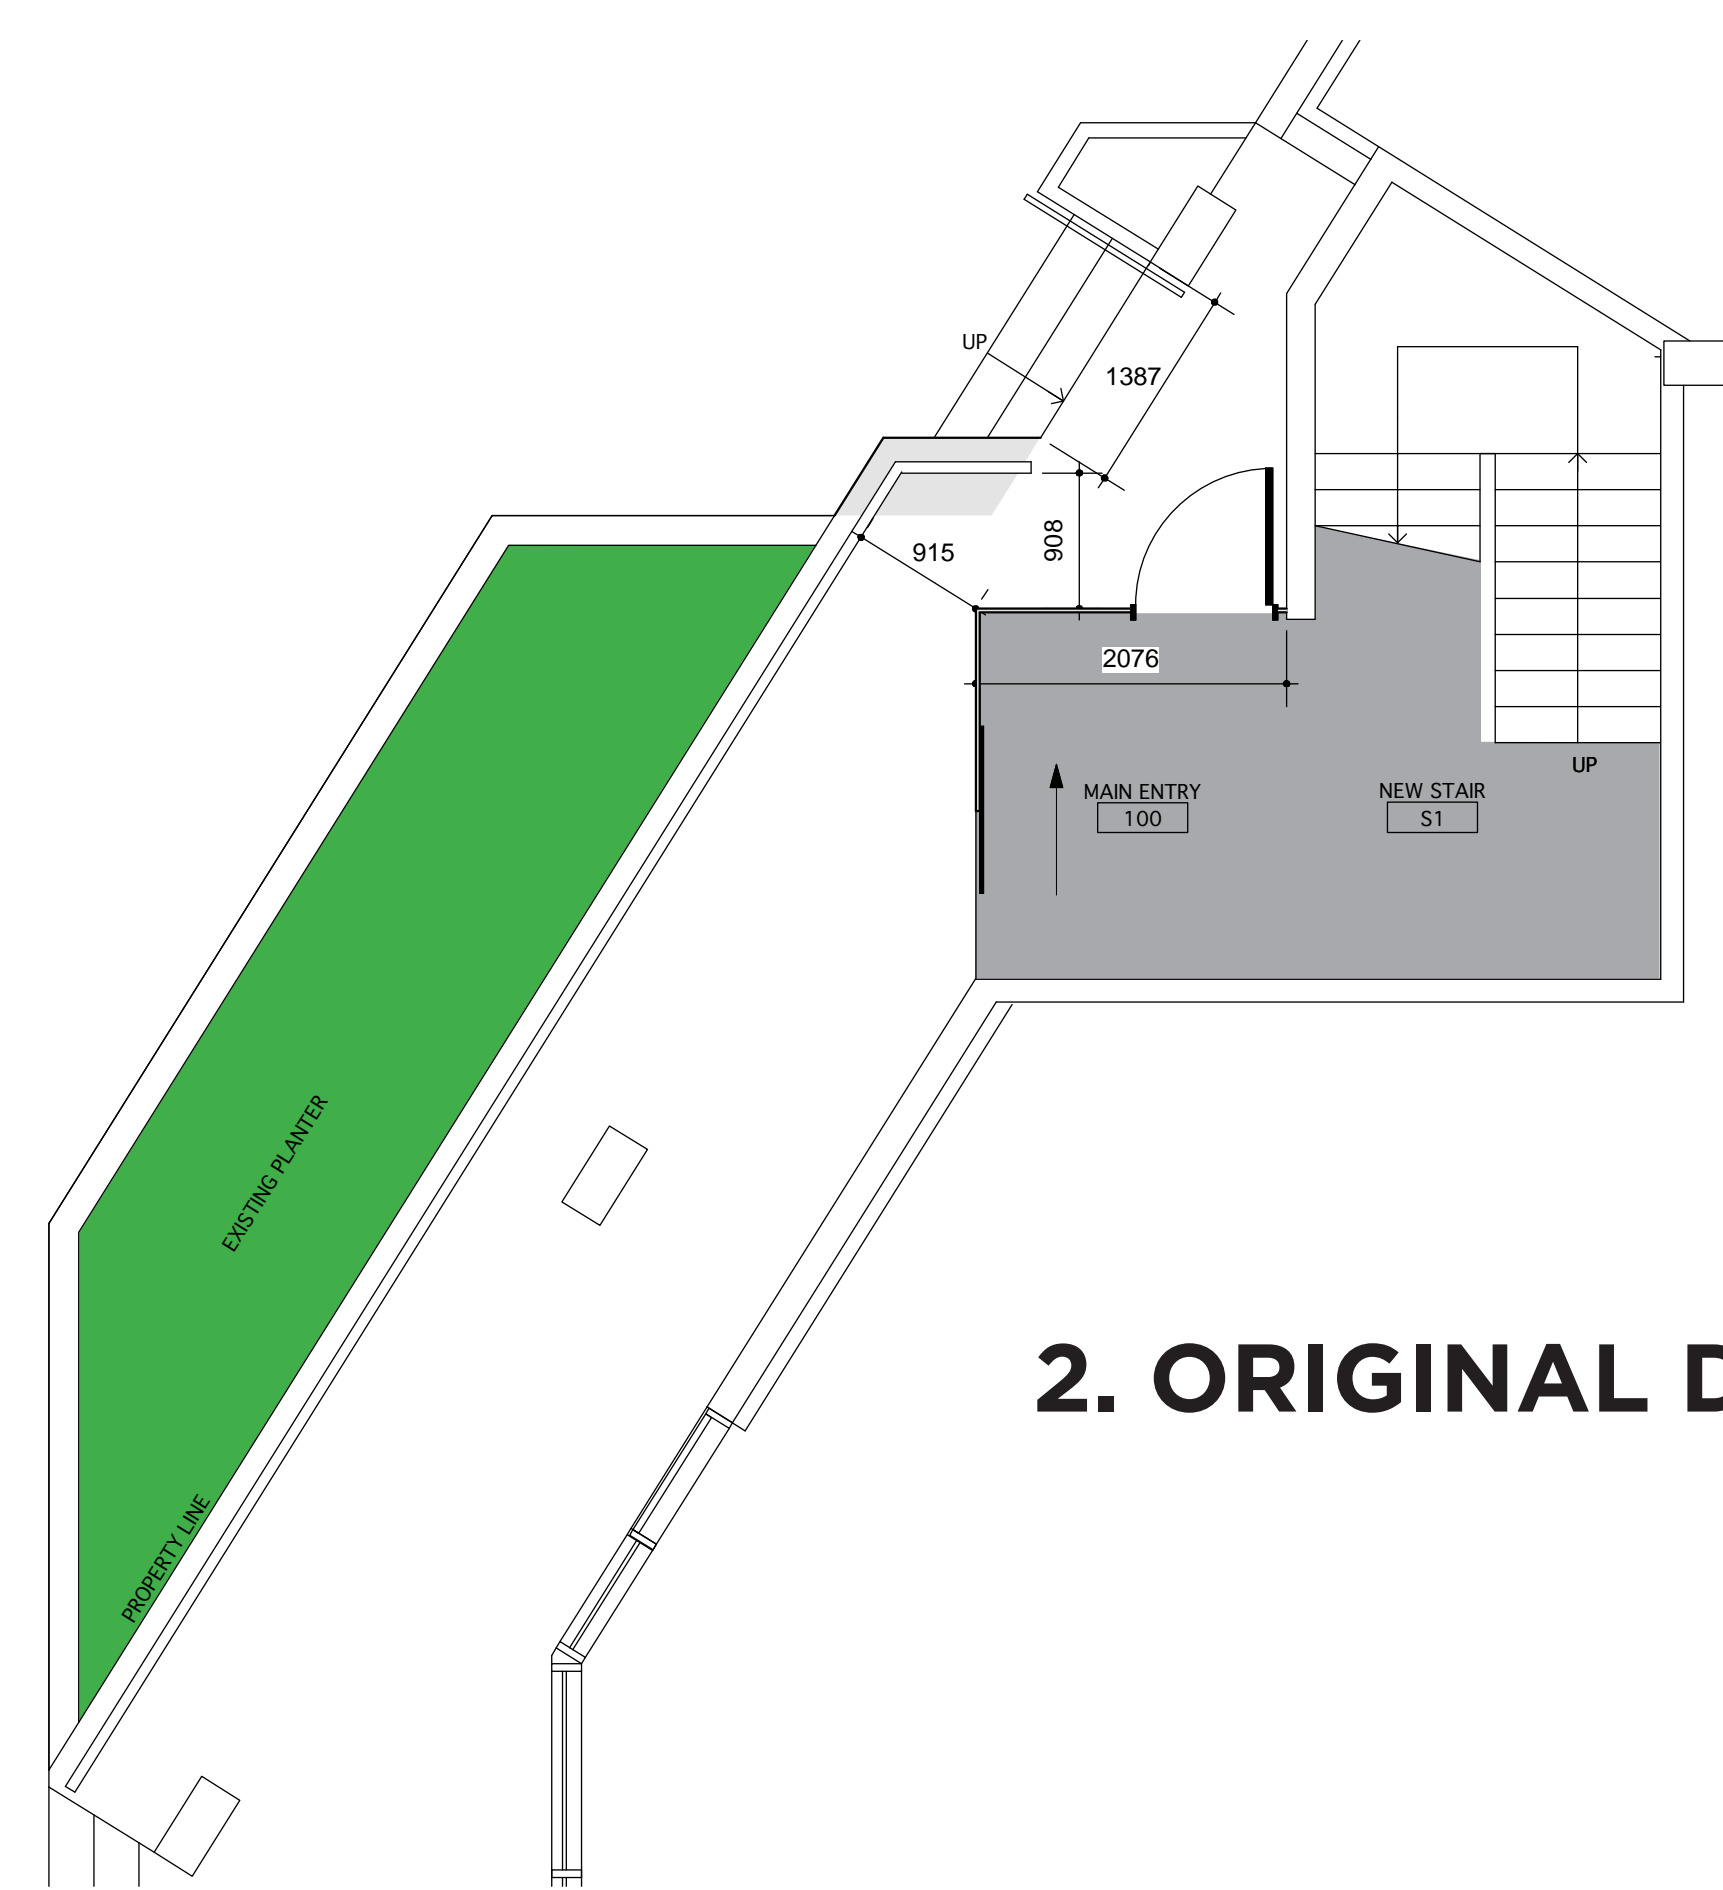 UP
1387
915
908
2076
MAIN ENTRY
100
NEW STAIR
S1
UP
EXISTING PLANTER
PROPERTY LINE
2. ORIGINAL